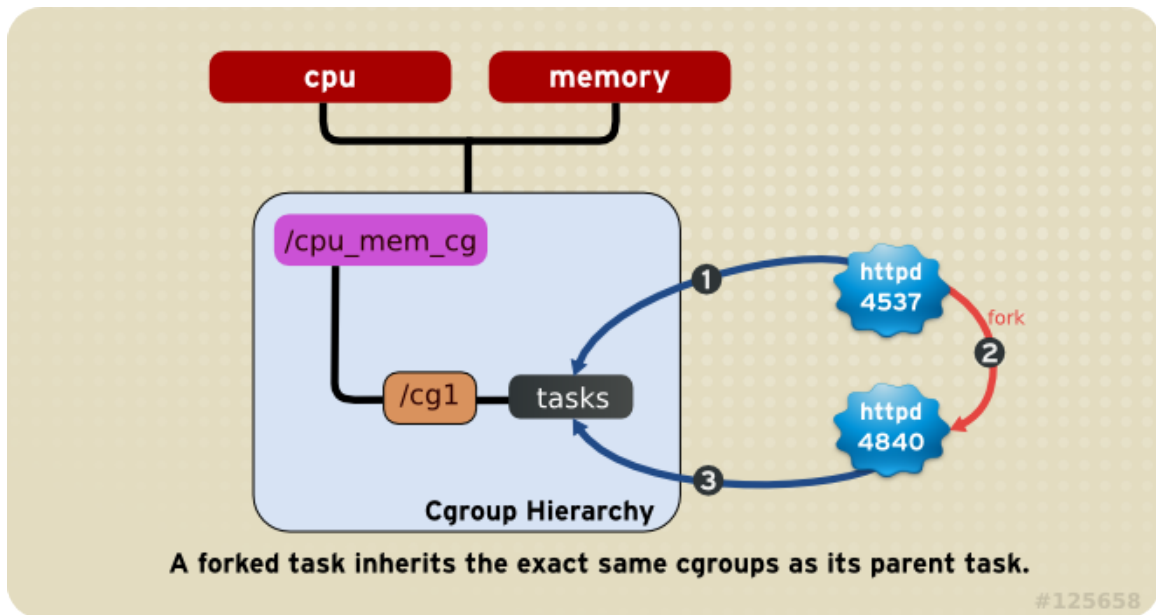 cpu
memory
/cpu_mem_cg
1
httpd
4537
fork
2
/cg1
tasks
httpd
4840
3
Cgroup Hierarchy
A forked task inherits the exact same cgroups as its parent task.
#125658